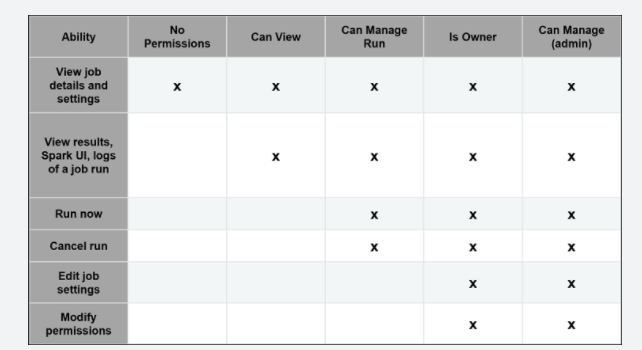 Ability No Permissions Can View Can Manage Run Is Owner Can Manage (admin)
View job details and settings x x x x x
View results, Spark UI, logs of a job run x x x x
Run now x x x
Cancel run x x x
Edit job settings x x
Modify permissions x x